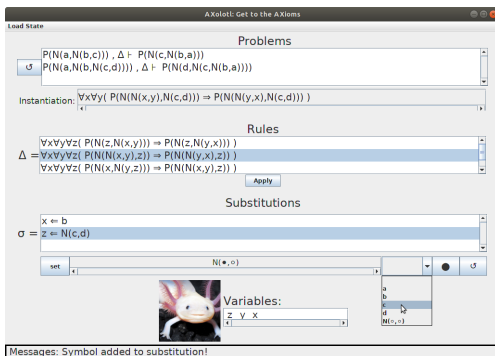 AXolotl: Get to the AXioms
Load State
Problems
P(N(a,N(b,c))) , Δ ⊢ P(N(c,N(b,a)))
P(N(a,N(b,N(c,d)))) , Δ ⊢ P(N(d,N(c,N(b,a))))
↺
Instantiation: ∀x∀y( P(N(N(x,y),N(c,d))) ⇒ P(N(N(y,x),N(c,d))) )
Rules
Δ =
∀x∀y∀z( P(N(z,N(x,y))) ⇒ P(N(z,N(y,x))) )
∀x∀y∀z( P(N(N(x,y),z)) ⇒ P(N(N(y,x),z)) )
∀x∀y∀z( P(N(x,N(y,z))) ⇒ P(N(N(x,y),z)) )
Apply
Substitutions
σ =
x ⇐ b
z ⇐ N(c,d)
set N(•,∘) ● ↺
a
b
c
d
N(∘,∘)
Variables:
z y x
Messages: Symbol added to substitution!